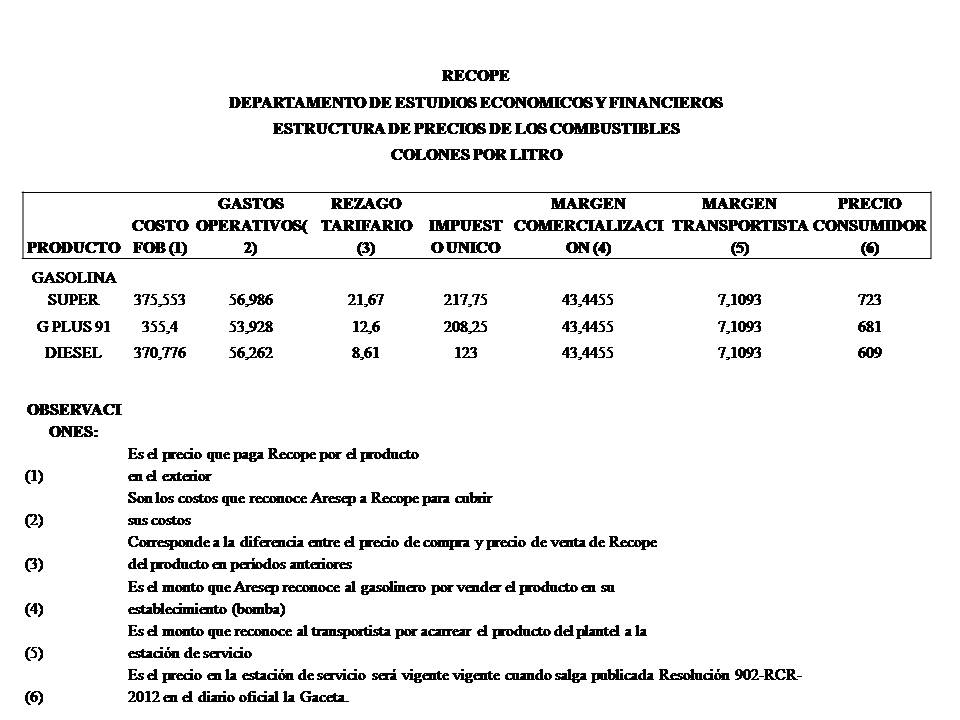 RECOPE
DEPARTAMENTO DE ESTUDIOS ECONOMICOS Y FINANCIEROS
ESTRUCTURA DE PRECIOS DE LOS COMBUSTIBLES
COLONES POR LITRO
GASTOS REZAGO MARGEN MARGEN PRECIO
COSTO OPERATIVOS( TARIFARIO IMPUEST COMERCIALIZACI TRANSPORTISTA CONSUMIDOR
PRODUCTO FOB (1) 2) (3) O UNICO ON (4) (5) (6)
GASOLINA
SUPER 375,553 56,986 21,67 217,75 43,4455 7,1093 723
G PLUS 91 355,4 53,928 12,6 208,25 43,4455 7,1093 681
DIESEL 370,776 56,262 8,61 123 43,4455 7,1093 609
OBSERVACI
ONES:
Es el precio que paga Recope por el producto
(1) en el exterior
Son los costos que reconoce Aresep a Recope para cubrir
(2) sus costos
Corresponde a la diferencia entre el precio de compra y precio de venta de Recope
(3) del producto en períodos anteriores
Es el monto que Aresep reconoce al gasolinero por vender el producto en su
(4) establecimiento (bomba)
Es el monto que reconoce al transportista por acarrear el producto del plantel a la
(5) estación de servicio
Es el precio en la estación de servicio será vigente vigente cuando salga publicada Resolución 902-RCR-
(6) 2012 en el diario oficial la Gaceta.